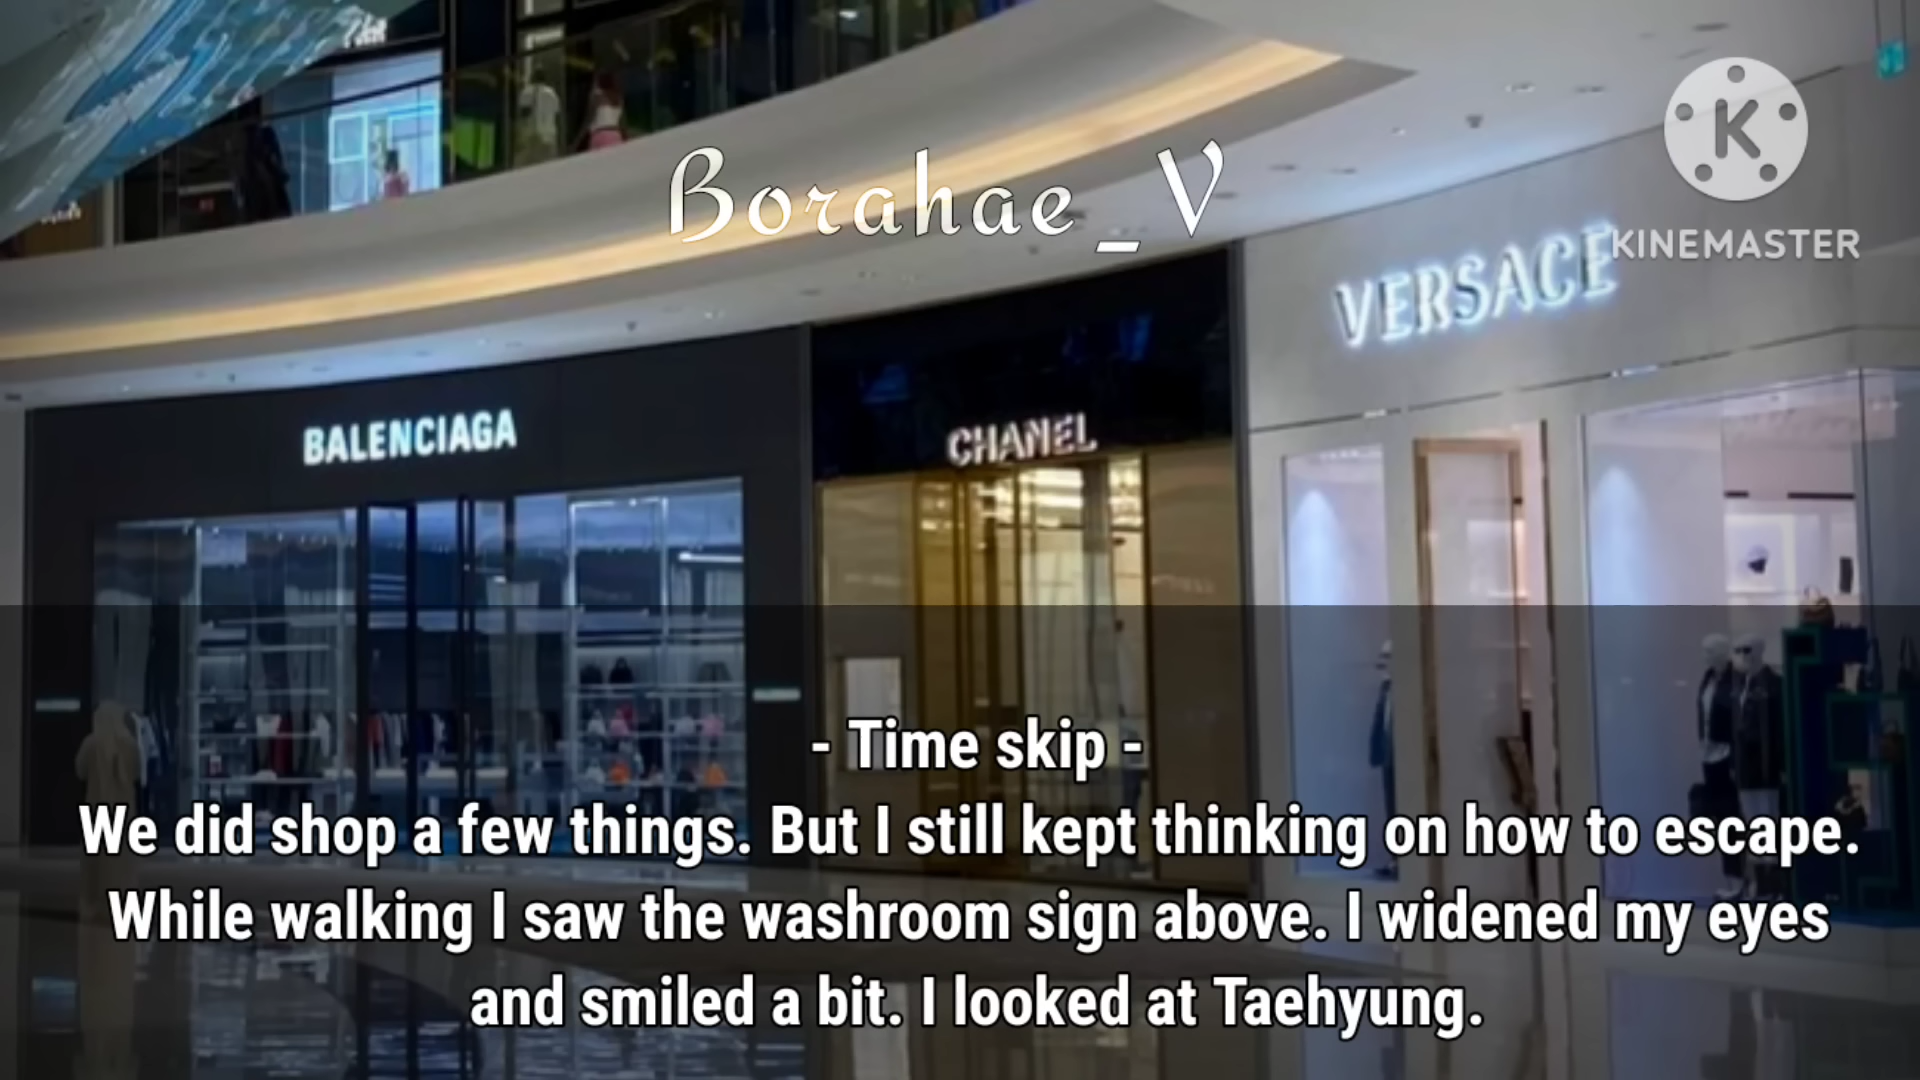 Borahae_V
K
KINEMASTER
VERSACE
BALENCIAGA
CHANEL
- Time skip -
We did shop a few things. But I still kept thinking on how to escape.
While walking I saw the washroom sign above. I widened my eyes
and smiled a bit. I looked at Taehyung.